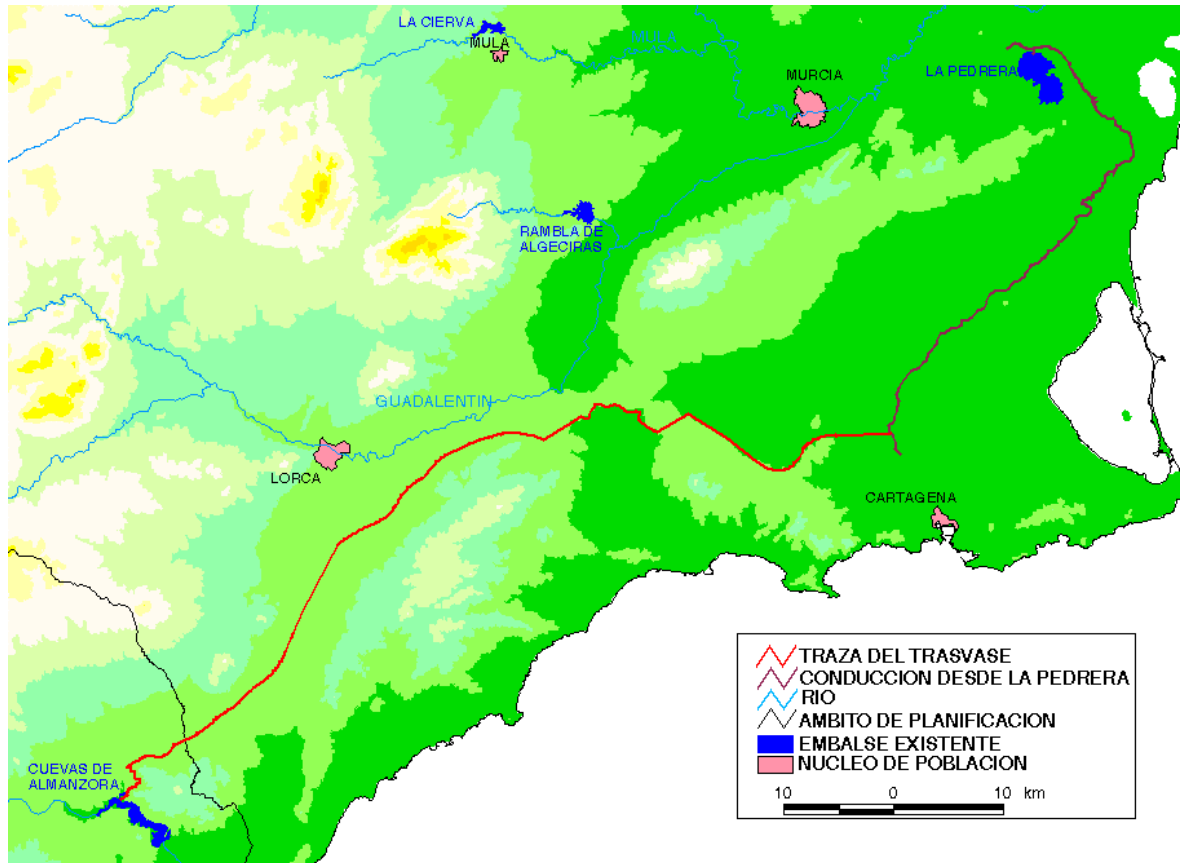 LA CIERVA
MULA
MULA
MURCIA
LA PEDRERA
RAMBLA DE
ALGECIRAS
GUADALENTIN
LORCA
CARTAGENA
CUEVAS DE
ALMANZORA
TRAZA DEL TRASVASE
CONDUCCION DESDE LA PEDRERA
RIO
AMBITO DE PLANIFICACION
EMBALSE EXISTENTE
NUCLEO DE POBLACION
10 0 10 km